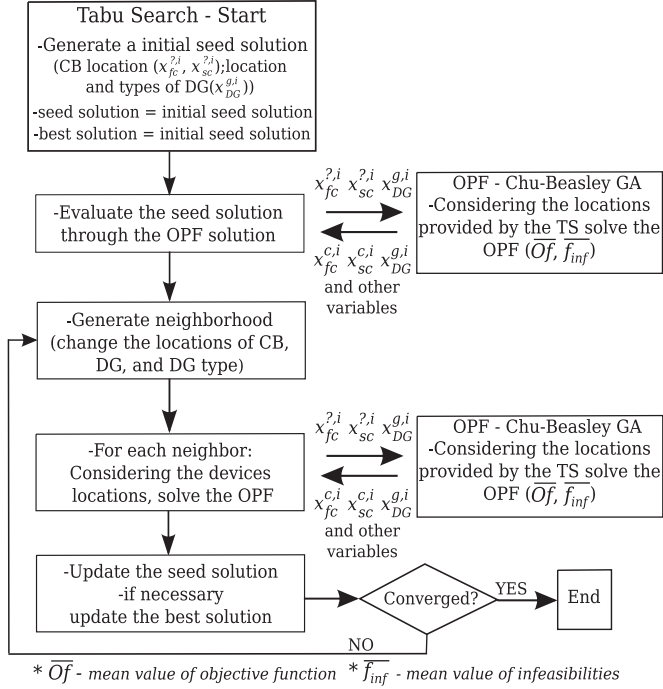 Tabu Search - Start
-Generate a initial seed solution
(CB location (x_{fc}^{?,i}, x_{sc}^{?,i});location
and types of DG(x_{DG}^{g,i}))
-seed solution = initial seed solution
-best solution = initial seed solution
-Evaluate the seed solution
through the OPF solution
x_{fc}^{?,i} x_{sc}^{?,i} x_{DG}^{g,i}
x_{fc}^{c,i} x_{sc}^{c,i} x_{DG}^{g,i}
and other
variables
OPF - Chu-Beasley GA
-Considering the locations
provided by the TS solve the
OPF (\overline{Of}, \overline{f_{inf}})
-Generate neighborhood
(change the locations of CB,
DG, and DG type)
-For each neighbor:
Considering the devices
locations, solve the OPF
x_{fc}^{?,i} x_{sc}^{?,i} x_{DG}^{g,i}
x_{fc}^{c,i} x_{sc}^{c,i} x_{DG}^{g,i}
and other
variables
OPF - Chu-Beasley GA
-Considering the locations
provided by the TS solve the
OPF (\overline{Of}, \overline{f_{inf}})
-Update the seed solution
-if necessary
update the best solution
Converged?
YES
End
NO
* \overline{Of} - mean value of objective function * \overline{f_{inf}} - mean value of infeasibilities